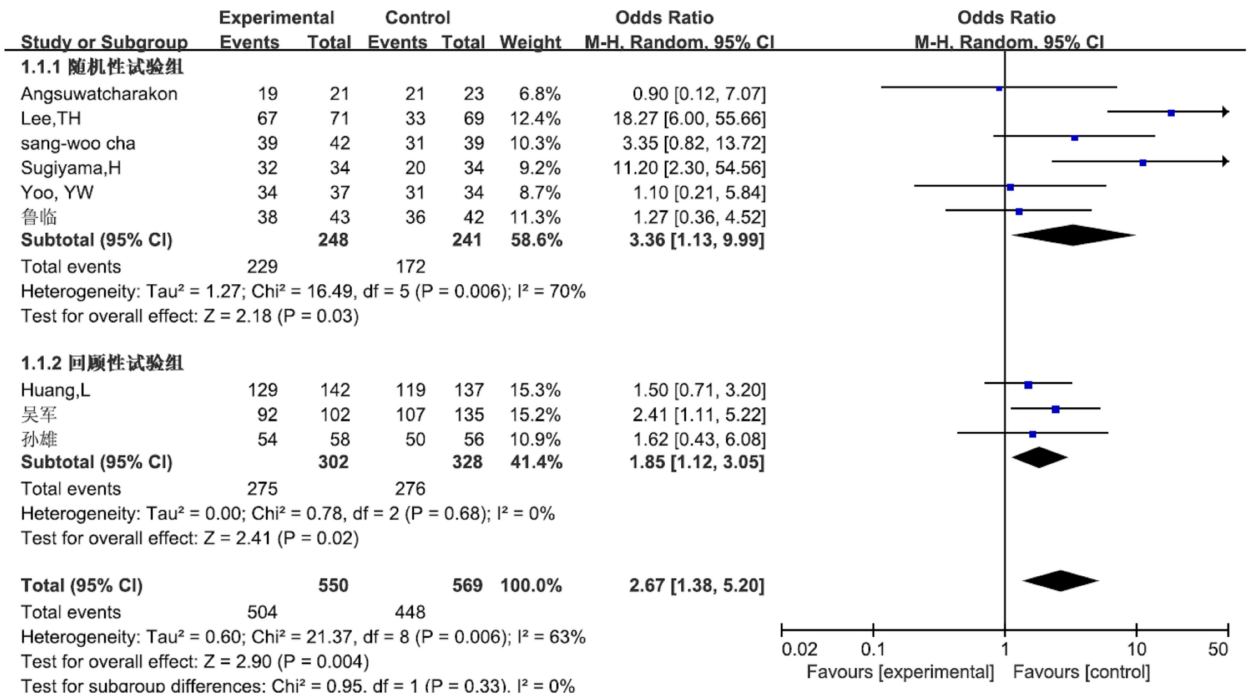 Experimental Control Odds Ratio Odds Ratio
Study or Subgroup Events Total Events Total Weight M-H, Random, 95% CI M-H, Random, 95% CI
1.1.1 随机性试验组
Angsuwatcharakon 19 21 21 23 6.8% 0.90 [0.12, 7.07]
Lee,TH 67 71 33 69 12.4% 18.27 [6.00, 55.66]
sang-woo cha 39 42 31 39 10.3% 3.35 [0.82, 13.72]
Sugiyama,H 32 34 20 34 9.2% 11.20 [2.30, 54.56]
Yoo, YW 34 37 31 34 8.7% 1.10 [0.21, 5.84]
鲁临 38 43 36 42 11.3% 1.27 [0.36, 4.52]
Subtotal (95% CI) 248 241 58.6% 3.36 [1.13, 9.99]
Total events 229 172
Heterogeneity: Tau² = 1.27; Chi² = 16.49, df = 5 (P = 0.006); I² = 70%
Test for overall effect: Z = 2.18 (P = 0.03)
1.1.2 回顾性试验组
Huang,L 129 142 119 137 15.3% 1.50 [0.71, 3.20]
吴军 92 102 107 135 15.2% 2.41 [1.11, 5.22]
孙雄 54 58 50 56 10.9% 1.62 [0.43, 6.08]
Subtotal (95% CI) 302 328 41.4% 1.85 [1.12, 3.05]
Total events 275 276
Heterogeneity: Tau² = 0.00; Chi² = 0.78, df = 2 (P = 0.68); I² = 0%
Test for overall effect: Z = 2.41 (P = 0.02)
Total (95% CI) 550 569 100.0% 2.67 [1.38, 5.20]
Total events 504 448
Heterogeneity: Tau² = 0.60; Chi² = 21.37, df = 8 (P = 0.006); I² = 63%
Test for overall effect: Z = 2.90 (P = 0.004)
Test for subgroup differences: Chi² = 0.95, df = 1 (P = 0.33), I² = 0%
0.02 0.1 1 10 50
Favours [experimental] Favours [control]